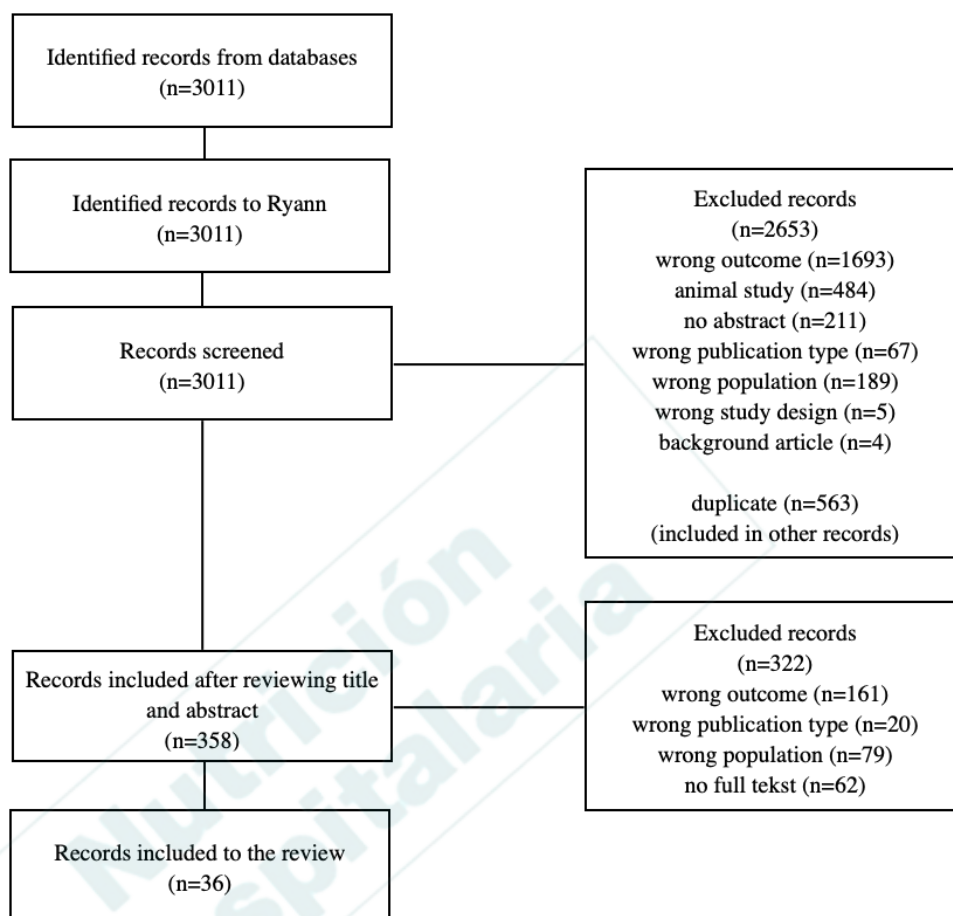 Identified records from databases
(n=3011)
Identified records to Ryann
(n=3011)
Records screened
(n=3011)
Excluded records
(n=2653)
wrong outcome (n=1693)
animal study (n=484)
no abstract (n=211)
wrong publication type (n=67)
wrong population (n=189)
wrong study design (n=5)
background article (n=4)
duplicate (n=563)
(included in other records)
Records included after reviewing title
and abstract
(n=358)
Excluded records
(n=322)
wrong outcome (n=161)
wrong publication type (n=20)
wrong population (n=79)
no full tekst (n=62)
Records included to the review
(n=36)
Nutrición
spitalaria